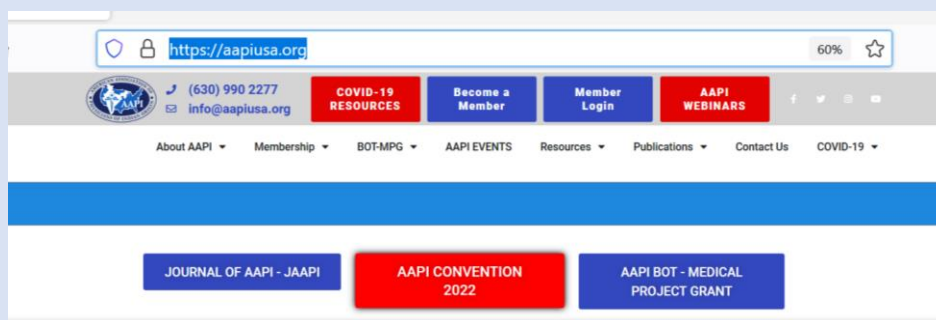 https://aapiusa.org 60%
(630) 990 2277
info@aapiusa.org
COVID-19
RESOURCES
Become a
Member
Member
Login
AAPI
WEBINARS
AAPI
About AAPI Membership BOT-MPG AAPI EVENTS Resources Publications Contact Us COVID-19
JOURNAL OF AAPI - JAAPI
AAPI CONVENTION
2022
AAPI BOT - MEDICAL
PROJECT GRANT